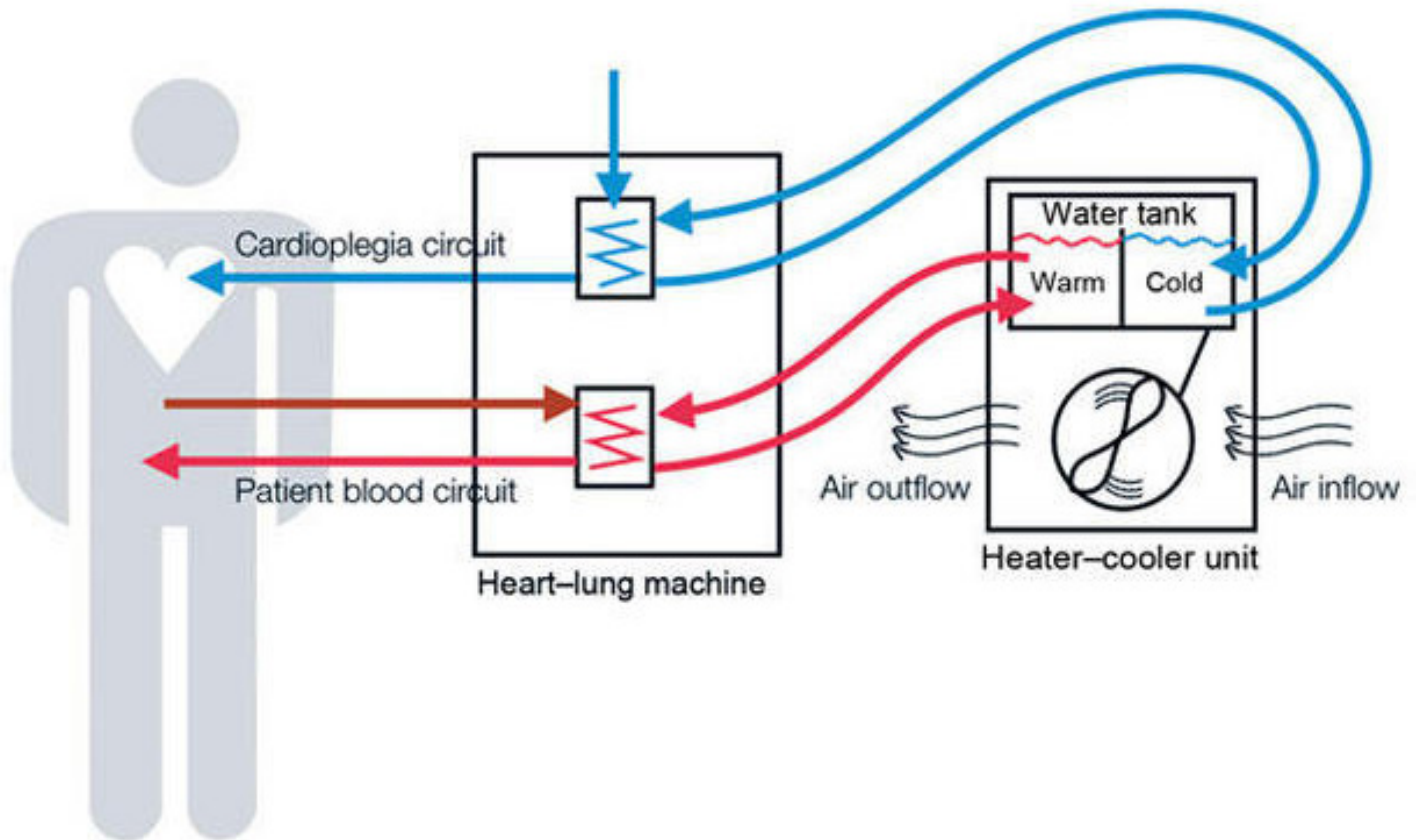 Cardioplegia circuit
Water tank
Warm
Cold
Patient blood circuit
Air outflow
Air inflow
Heart–lung machine
Heater–cooler unit